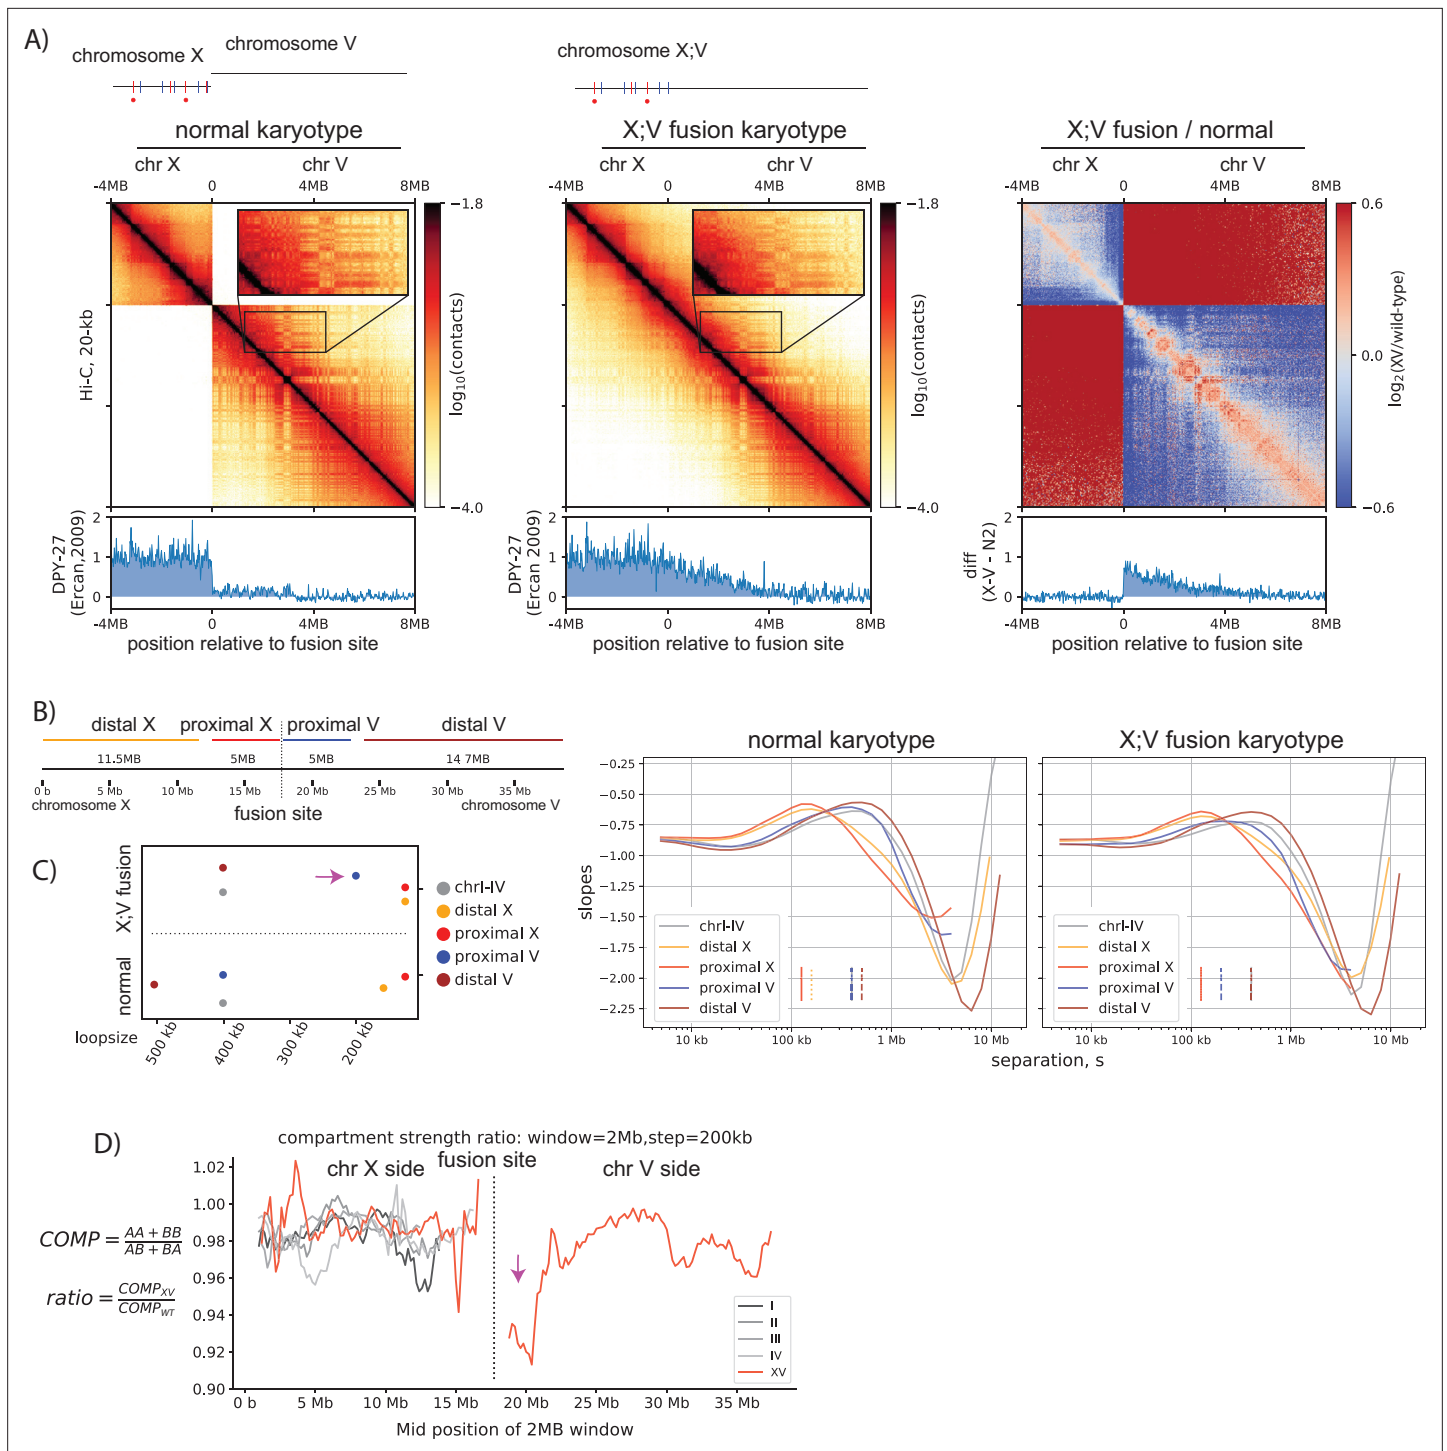 A)
chromosome X
chromosome V
chromosome X;V
normal karyotype
X;V fusion karyotype
X;V fusion / normal
chr X
chr V
chr X
chr V
chr X
chr V
-4MB 0 4MB 8MB
-4MB 0 4MB 8MB
-4MB 0 4MB 8MB
Hi-C, 20-kb
−1.8
log10(contacts)
−4.0
−1.8
log10(contacts)
−4.0
0.6
0.0
log2(XV/wild-type)
−0.6
DPY-27
(Ercan,2009)
2
1
0
DPY-27
(Ercan 2009)
2
1
0
diff
(X-V - N2)
2
1
0
-4MB 0 4MB 8MB
-4MB 0 4MB 8MB
-4MB 0 4MB 8MB
position relative to fusion site
position relative to fusion site
position relative to fusion site
B)
distal X
proximal X
proximal V
distal V
11.5MB 5MB 5MB 14 7MB
0 b 5 Mb 10 Mb 15 Mb 20 Mb 25 Mb 30 Mb 35 Mb
chromosome X
fusion site
chromosome V
normal karyotype
X;V fusion karyotype
slopes
−0.25
−0.50
−0.75
−1.00
−1.25
−1.50
−1.75
−2.00
−2.25
chrI-IV
distal X
proximal X
proximal V
distal V
chrI-IV
distal X
proximal X
proximal V
distal V
10 kb 100 kb 1 Mb 10 Mb
10 kb 100 kb 1 Mb 10 Mb
separation, s
C)
X;V fusion
normal
chrI-IV
distal X
proximal X
proximal V
distal V
loopsize
500 kb
400 kb
300 kb
200 kb
D)
compartment strength ratio: window=2Mb,step=200kb
chr X side
fusion site
chr V side
COMP = AA + BB / AB + BA
ratio = COMPXV / COMPWT
1.02
1.00
0.98
0.96
0.94
0.92
0.90
I
II
III
IV
XV
0 b 5 Mb 10 Mb 15 Mb 20 Mb 25 Mb 30 Mb 35 Mb
Mid position of 2MB window